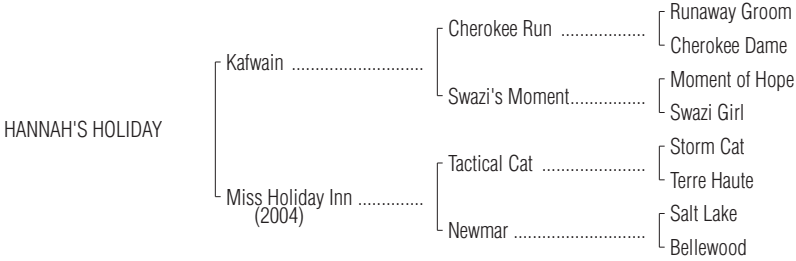 Runaway Groom
Cherokee Run ..................
Cherokee Dame
Kafwain ............................
Moment of Hope
Swazi's Moment................
Swazi Girl
HANNAH'S HOLIDAY
Storm Cat
Tactical Cat ......................
Terre Haute
Miss Holiday Inn ..............
(2004)
Salt Lake
Newmar ............................
Bellewood